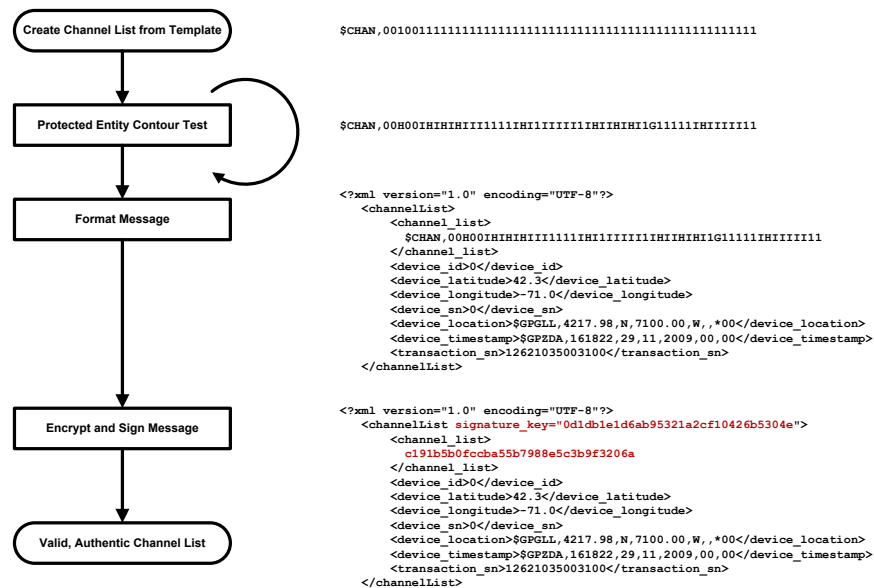 Create Channel List from Template
$CHAN,00100111111111111111111111111111111111111111111111111
Protected Entity Contour Test
$CHAN,00H00IHIHIHIII1111IHI1IIIII1IHIIHIHI1G11111IHIIIII11
Format Message
<?xml version="1.0" encoding="UTF-8"?>
<channelList>
<channel_list>
$CHAN,00H00IHIHIHIII1111IHI1IIIII1IHIIHIHI1G11111IHIIIII11
</channel_list>
<device_id>0</device_id>
<device_latitude>42.3</device_latitude>
<device_longitude>-71.0</device_longitude>
<device_sn>0</device_sn>
<device_location>$GPGLL,4217.98,N,7100.00,W,,*00</device_location>
<device_timestamp>$GPZDA,161822,29,11,2009,00,00</device_timestamp>
<transaction_sn>12621035003100</transaction_sn>
</channelList>
Encrypt and Sign Message
<?xml version="1.0" encoding="UTF-8"?>
<channelList signature_key="0d1db1e1d6ab95321a2cf10426b5304e">
<channel_list>
c191b5b0fccba55b7988e5c3b9f3206a
</channel_list>
<device_id>0</device_id>
<device_latitude>42.3</device_latitude>
<device_longitude>-71.0</device_longitude>
<device_sn>0</device_sn>
<device_location>$GPGLL,4217.98,N,7100.00,W,,*00</device_location>
<device_timestamp>$GPZDA,161822,29,11,2009,00,00</device_timestamp>
<transaction_sn>12621035003100</transaction_sn>
</channelList>
Valid, Authentic Channel List